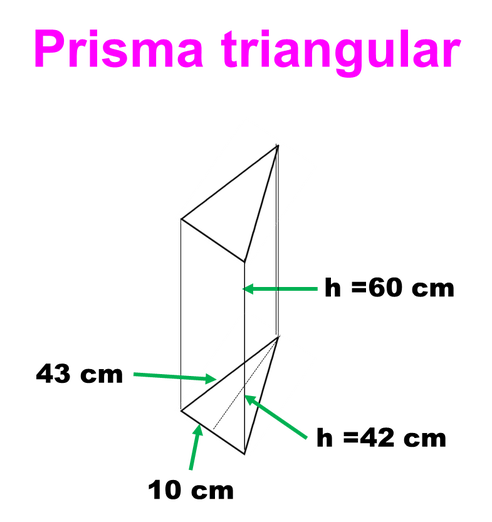 Prisma triangular
h =60 cm
43 cm
h =42 cm
10 cm